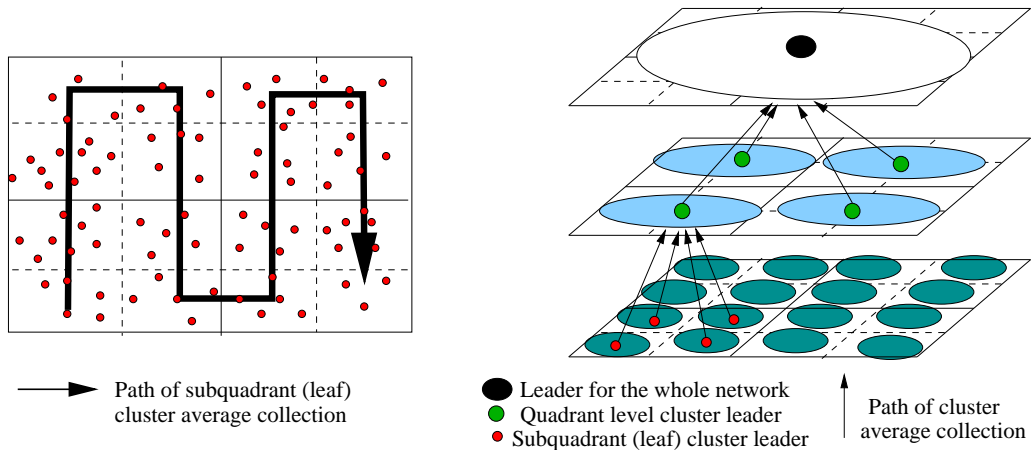 Path of subquadrant (leaf)
cluster average collection
Leader for the whole network
Quadrant level cluster leader
Subquadrant (leaf) cluster leader
Path of cluster
average collection